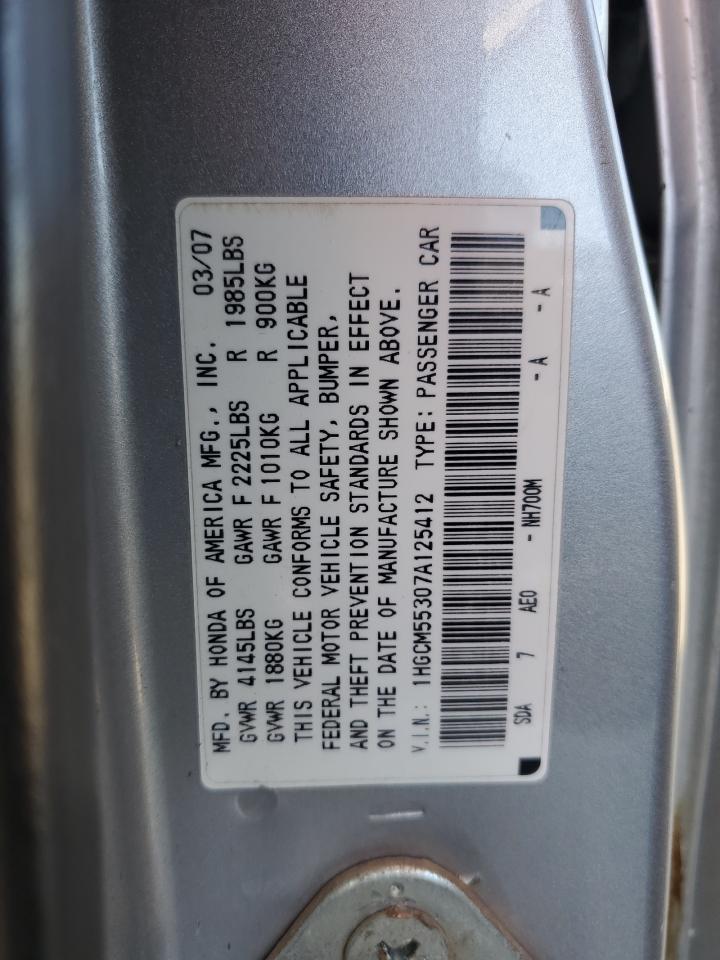 MFD. BY HONDA OF AMERICA MFG., INC. 03/07
GVWR 4145LBS GAWR F 2225LBS R 1985LBS
GVWR 1880KG GAWR F 1010KG R 900KG
THIS VEHICLE CONFORMS TO ALL APPLICABLE
FEDERAL MOTOR VEHICLE SAFETY, BUMPER,
AND THEFT PREVENTION STANDARDS IN EFFECT
ON THE DATE OF MANUFACTURE SHOWN ABOVE.
V.I.N.: 1HGCM55307A125412 TYPE: PASSENGER CAR
SDA 7 AE0 - NH700M - A - A